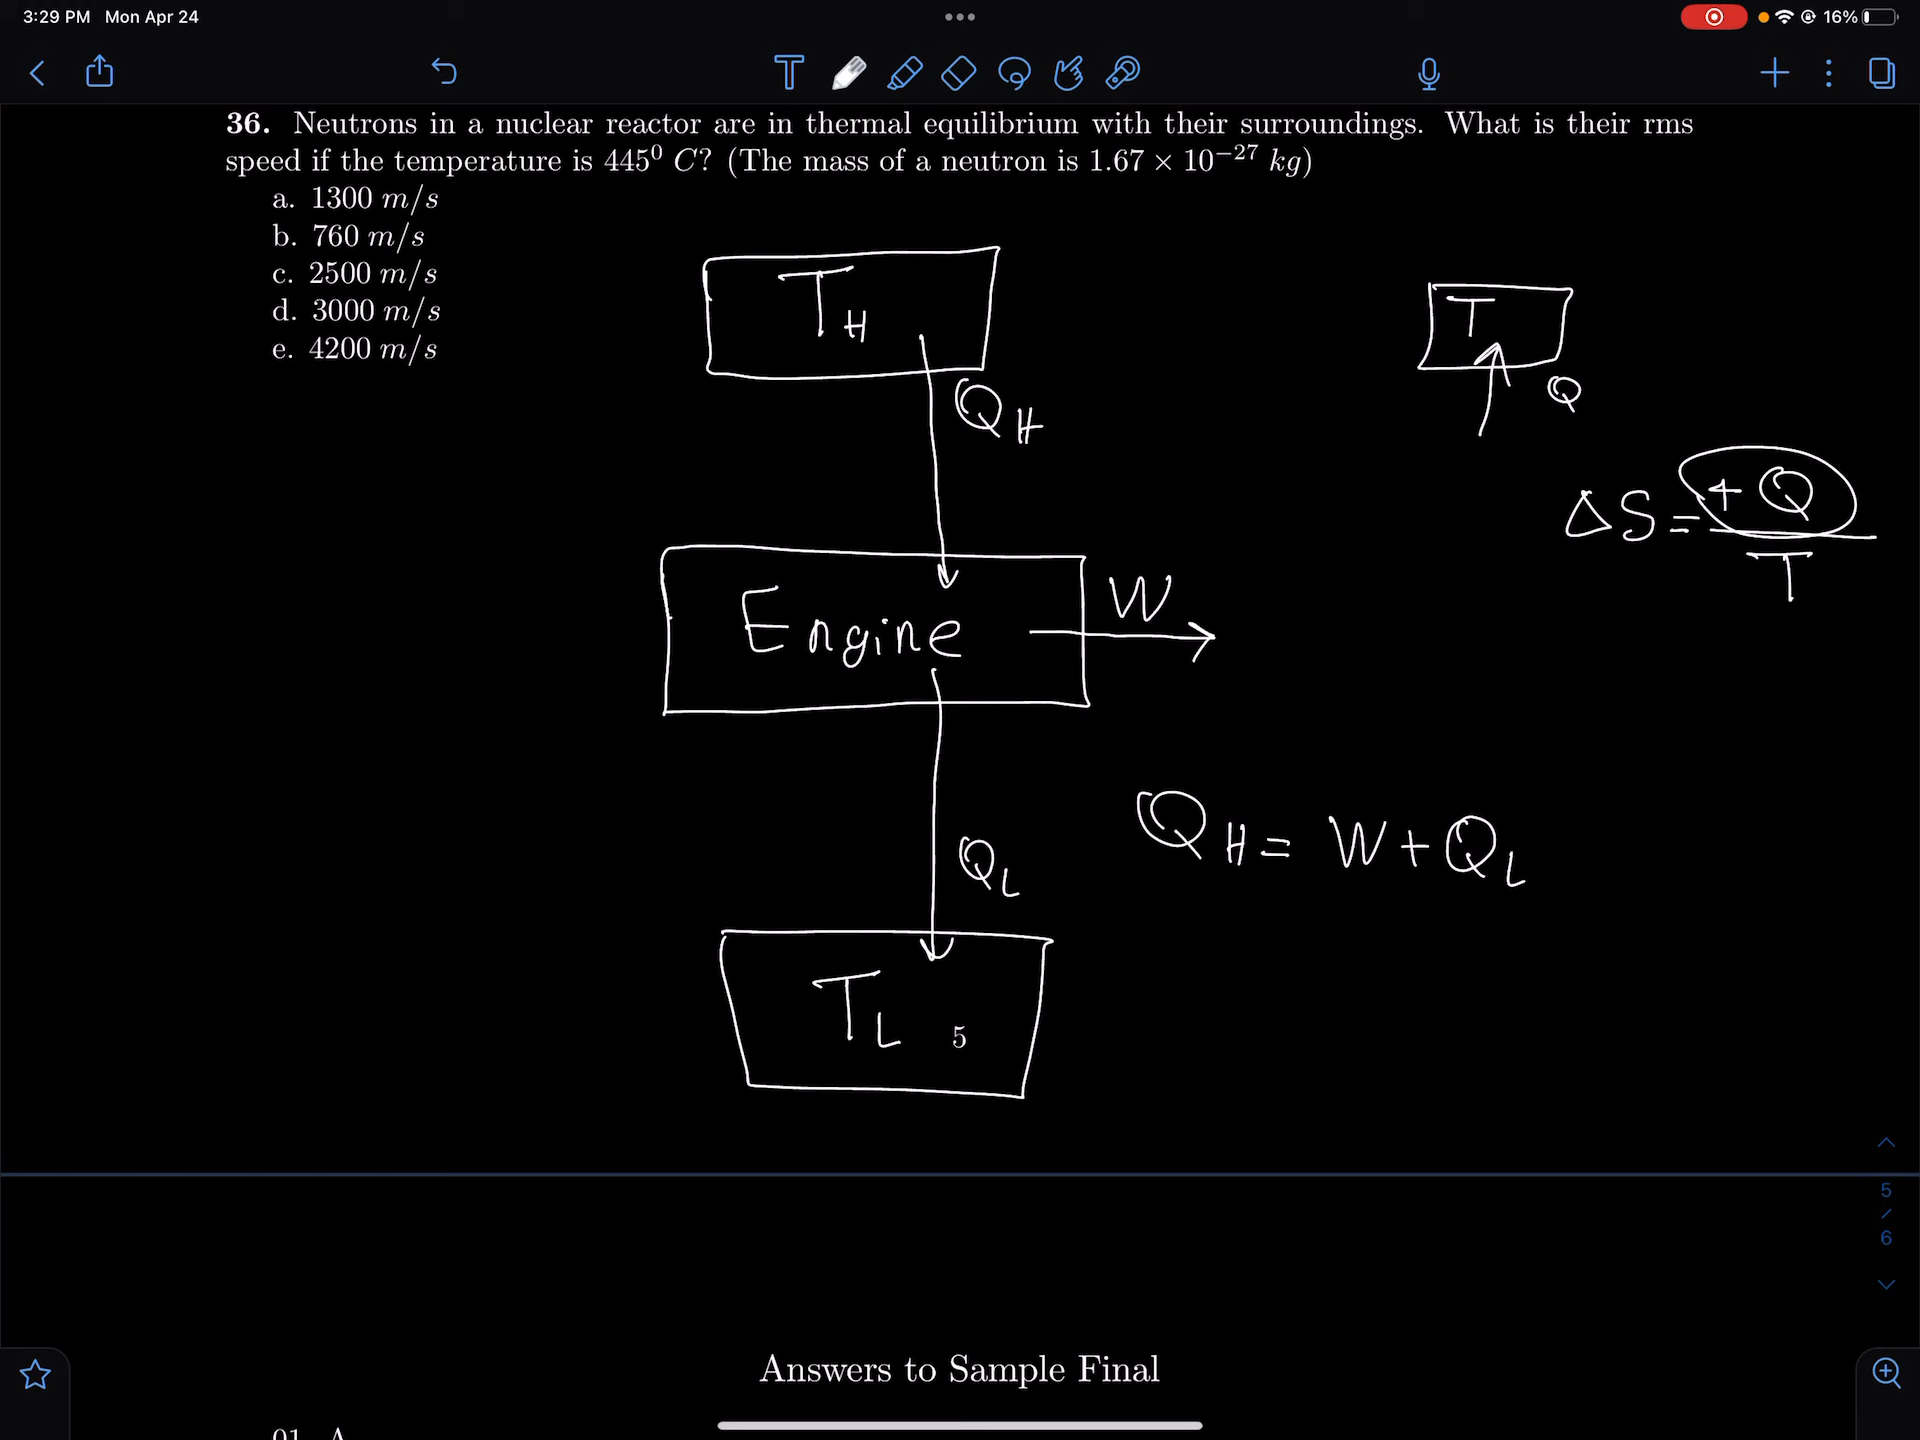 3:29 PM Mon Apr 24
16%
36. Neutrons in a nuclear reactor are in thermal equilibrium with their surroundings. What is their rms
speed if the temperature is 445⁰ C? (The mass of a neutron is 1.67 × 10⁻²⁷ kg)
a. 1300 m/s
b. 760 m/s
c. 2500 m/s
d. 3000 m/s
e. 4200 m/s
T_H
T
Q_H
Q
ΔS = +Q/T
Engine
W
Q_H = W + Q_L
Q_L
T_L
5
5
/
6
Answers to Sample Final
01. A